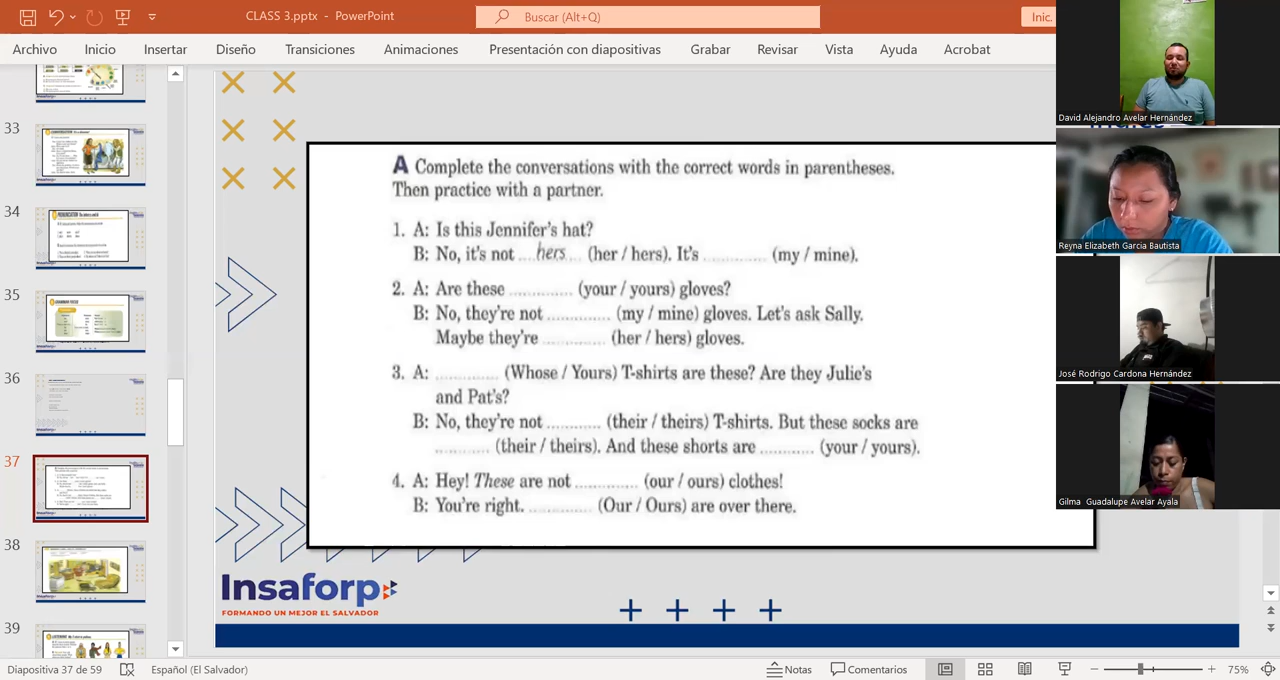 CLASS 3.pptx - PowerPoint
Buscar (Alt+Q)
Inic.
Archivo Inicio Insertar Diseño Transiciones Animaciones Presentación con diapositivas Grabar Revisar Vista Ayuda Acrobat
33
34
35
36
37
38
39
A Complete the conversations with the correct words in parentheses.
Then practice with a partner.
1. A: Is this Jennifer's hat?
B: No, it's not ...hers... (her / hers). It's ............ (my / mine).
2. A: Are these ............ (your / yours) gloves?
B: No, they're not ............ (my / mine) gloves. Let's ask Sally.
Maybe they're ............ (her / hers) gloves.
3. A: ............ (Whose / Yours) T-shirts are these? Are they Julie's
and Pat's?
B: No, they're not ............ (their / theirs) T-shirts. But these socks are
............ (their / theirs). And these shorts are ............ (your / yours).
4. A: Hey! These are not ............ (our / ours) clothes!
B: You're right. ............ (Our / Ours) are over there.
Insaforp
FORMANDO UN MEJOR EL SALVADOR
David Alejandro Avelar Hernández
Reyna Elizabeth Garcia Bautista
José Rodrigo Cardona Hernández
Gilma Guadalupe Avelar Ayala
Diapositiva 37 de 59 Español (El Salvador) Notas Comentarios 75%